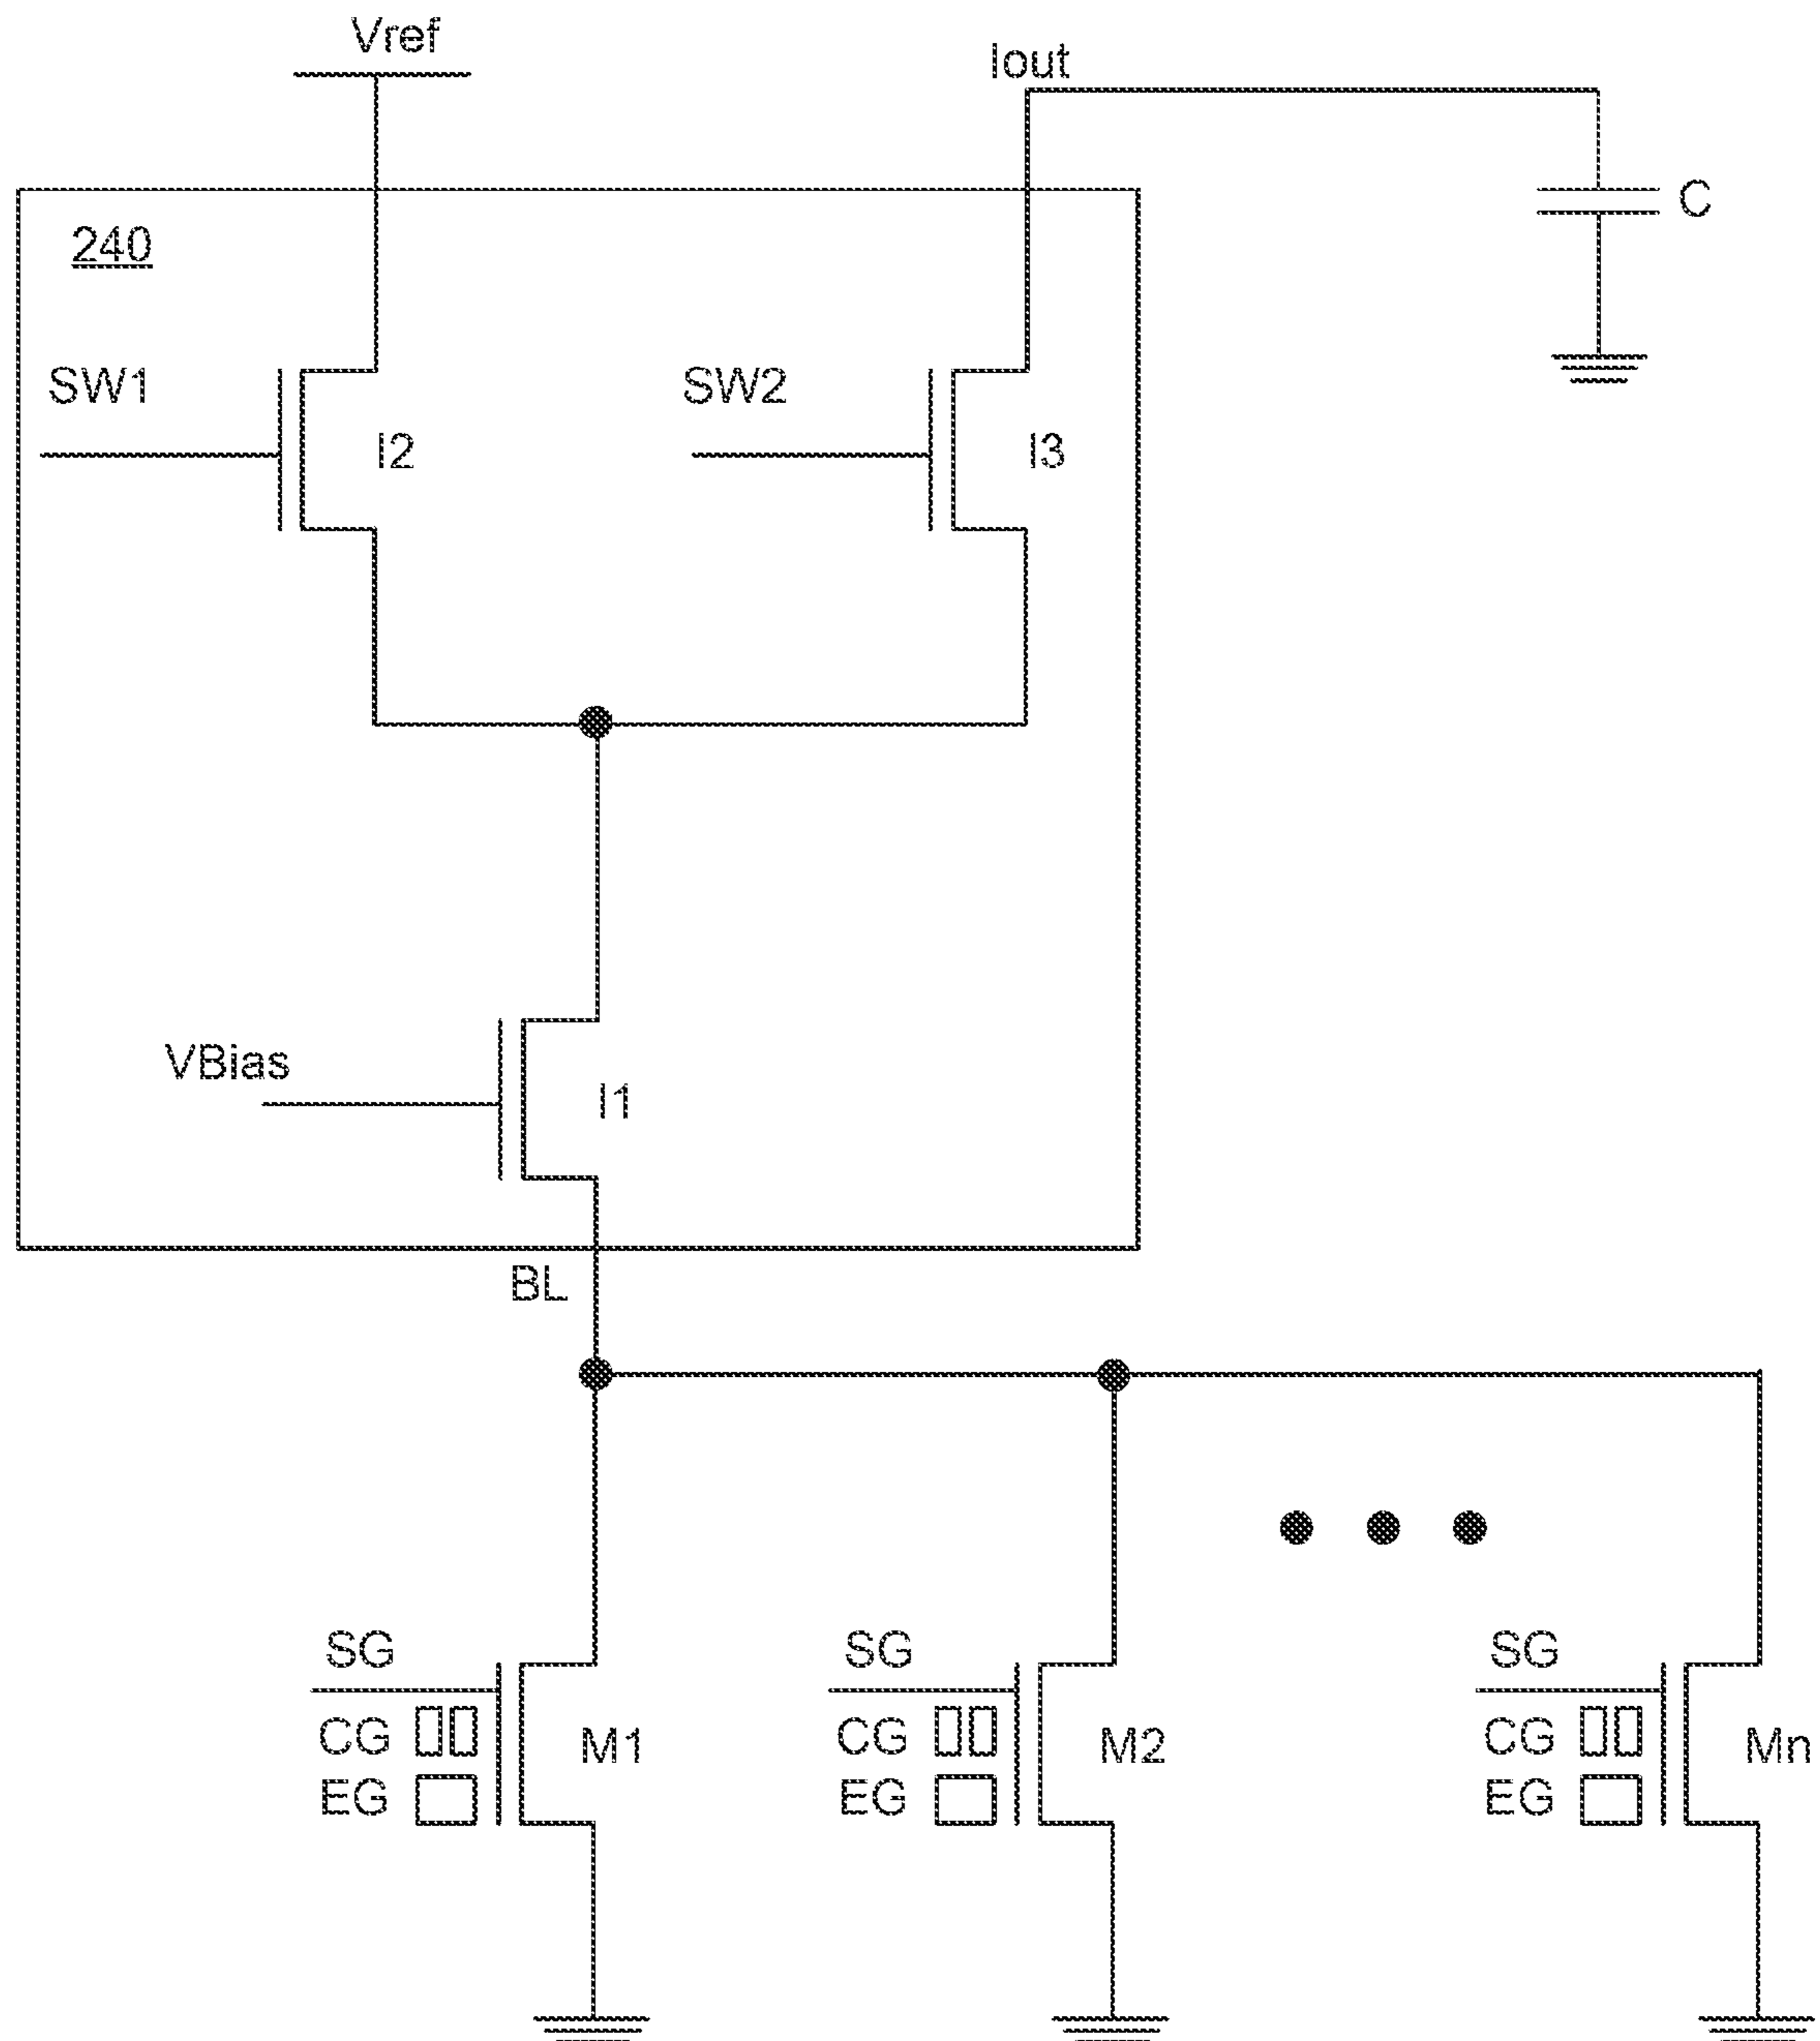 Vref
Iout
C
240
SW1
SW2
I2
I3
VBias
I1
BL
SG
SG
SG
CG
M1
CG
M2
CG
Mn
EG
EG
EG